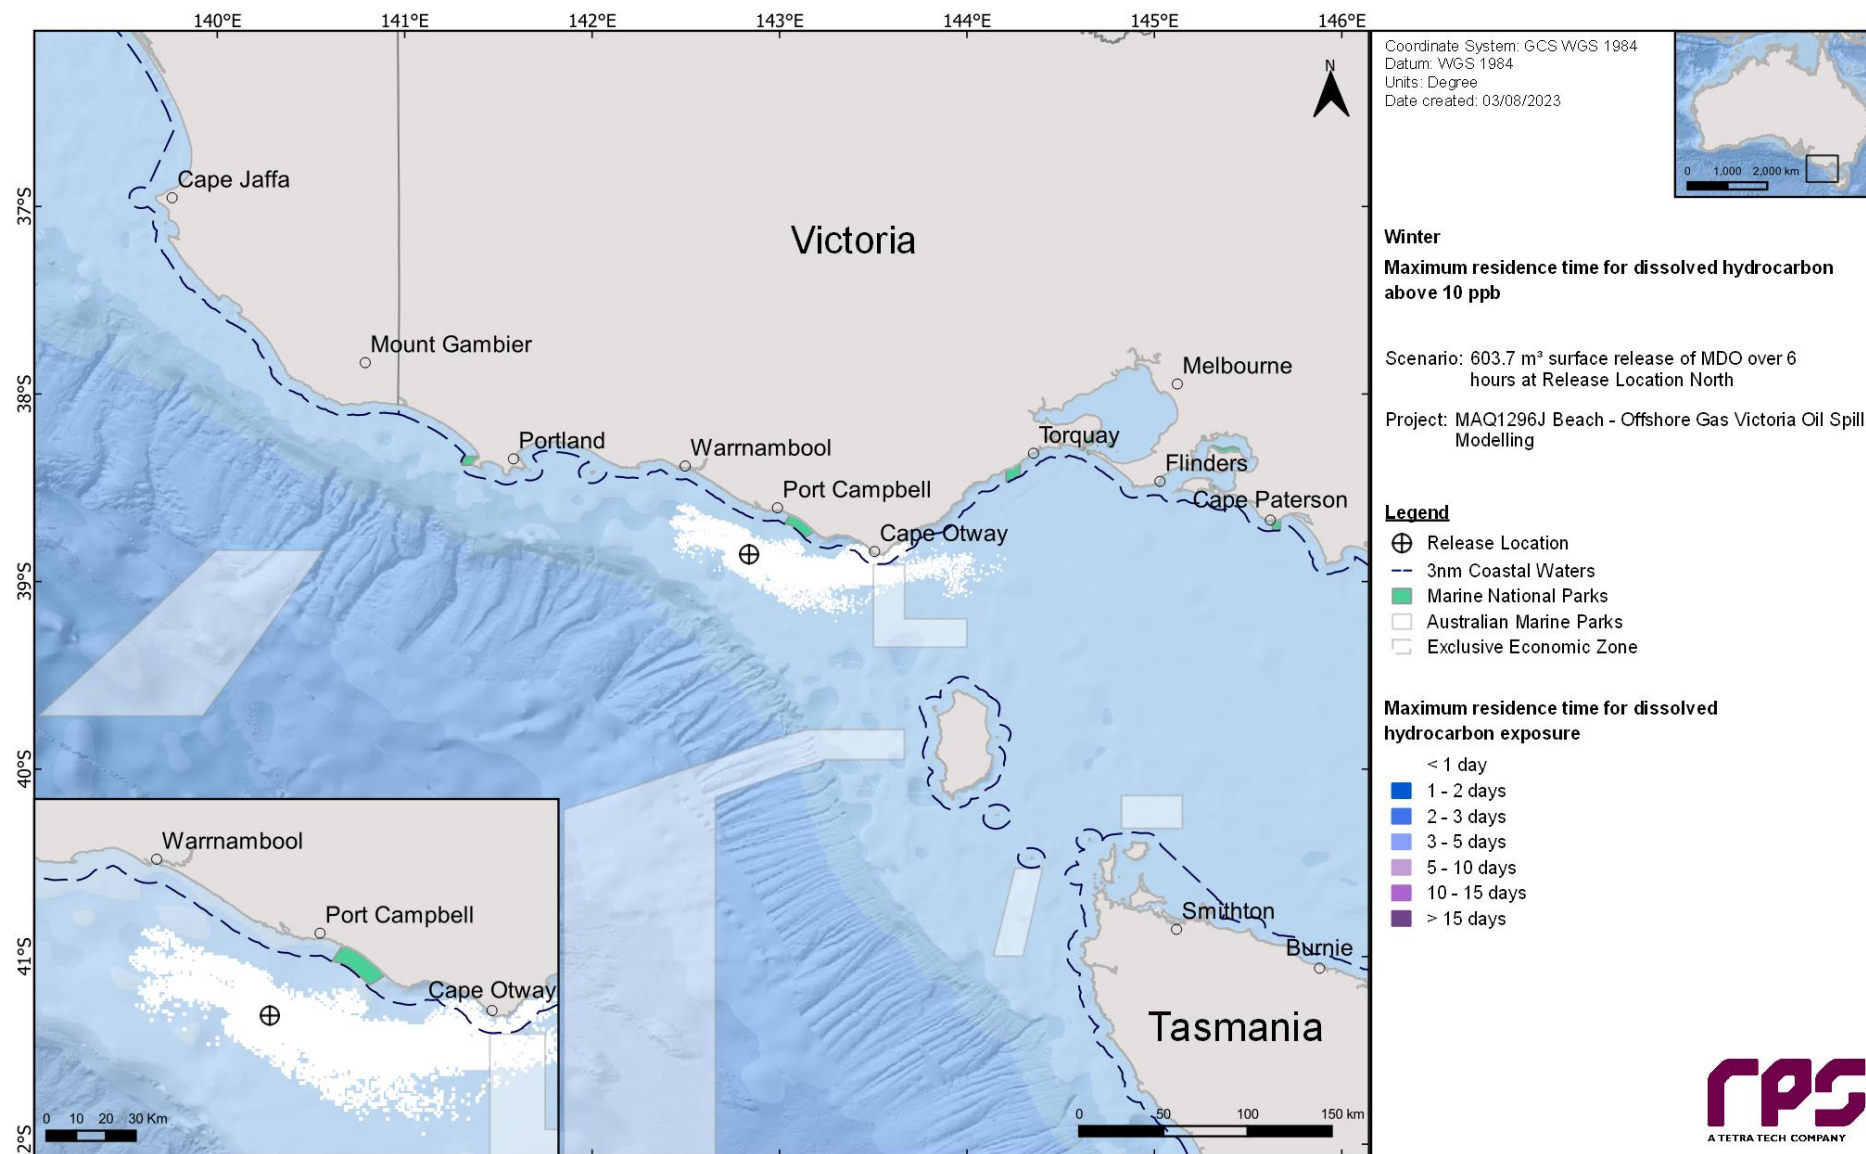 140°E 141°E 142°E 143°E 144°E 145°E 146°E
37°S
38°S
39°S
40°S
41°S
2°S
N
Cape Jaffa
Victoria
Mount Gambier
Melbourne
Portland
Warrnambool
Torquay
Flinders
Port Campbell
Cape Paterson
Cape Otway
Smithton
Burnie
Tasmania
0 50 100 150 km
Warrnambool
Port Campbell
Cape Otway
0 10 20 30 Km
Coordinate System: GCS WGS 1984
Datum: WGS 1984
Units: Degree
Date created: 03/08/2023
0 1,000 2,000 km
Winter
Maximum residence time for dissolved hydrocarbon
above 10 ppb
Scenario: 603.7 m³ surface release of MDO over 6
hours at Release Location North
Project: MAQ1296J Beach - Offshore Gas Victoria Oil Spill
Modelling
Legend
Release Location
3nm Coastal Waters
Marine National Parks
Australian Marine Parks
Exclusive Economic Zone
Maximum residence time for dissolved
hydrocarbon exposure
< 1 day
1 - 2 days
2 - 3 days
3 - 5 days
5 - 10 days
10 - 15 days
> 15 days
rps
A TETRA TECH COMPANY